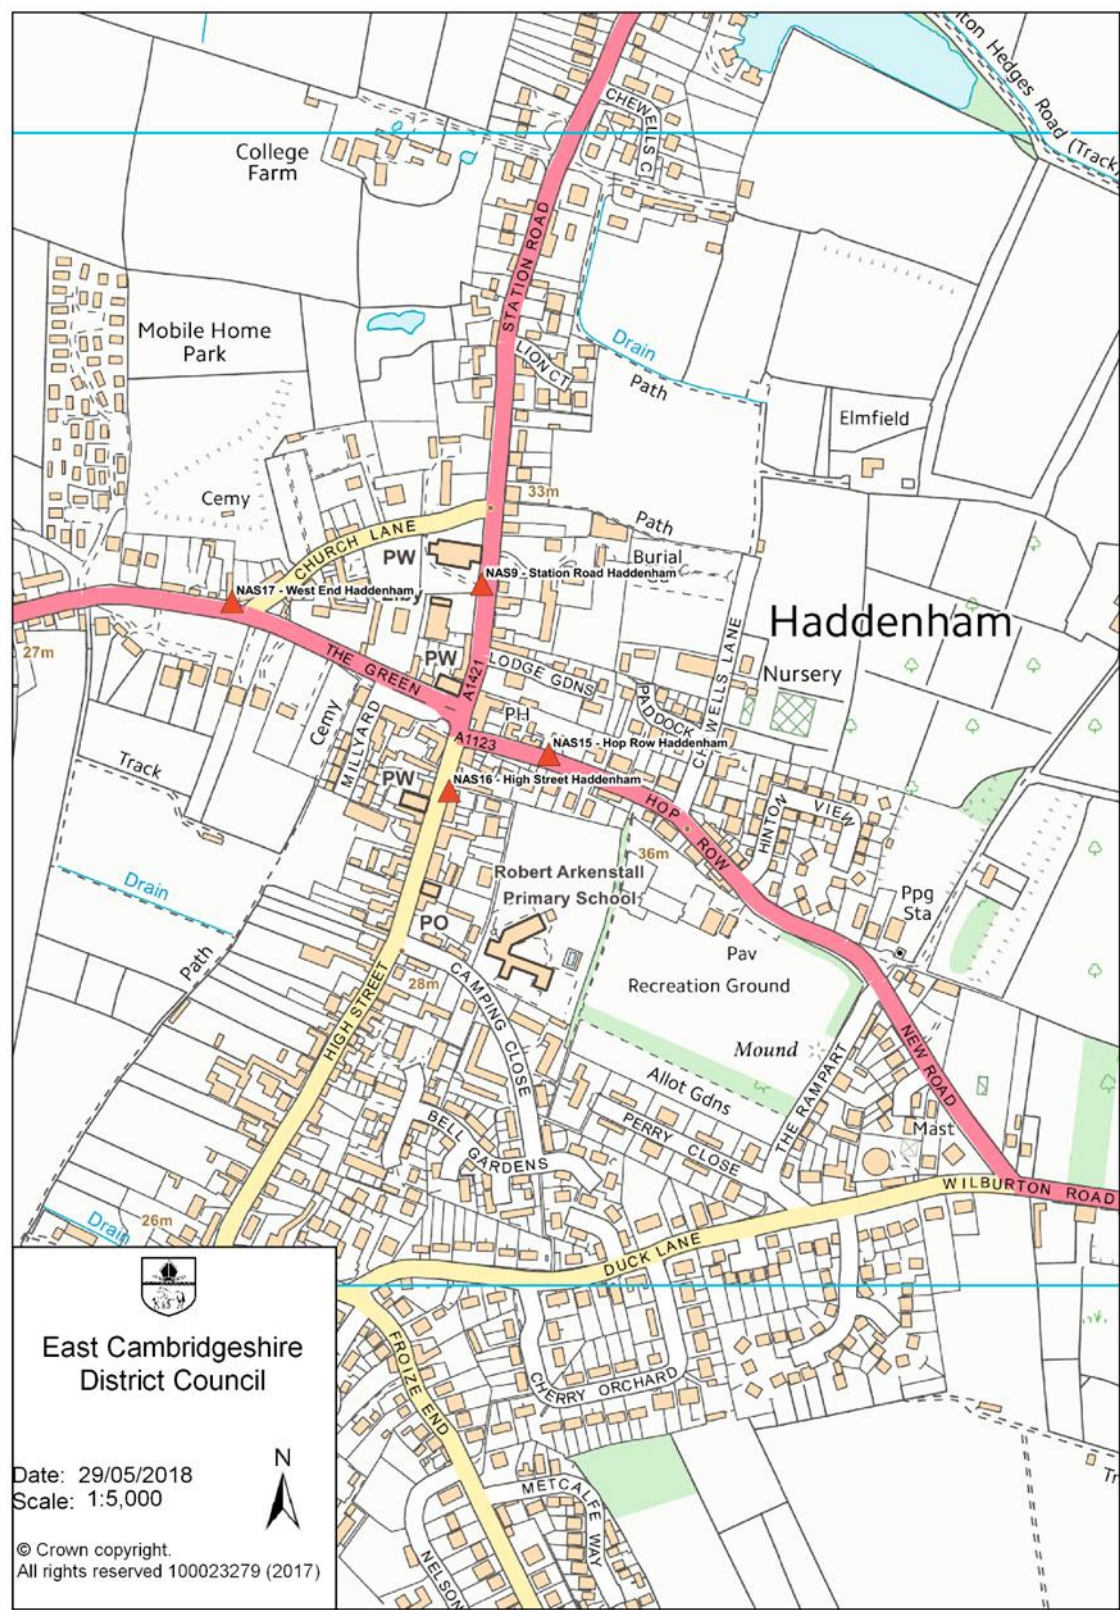 nton Hedges Road (Track)
CHEWELLS C
College
Farm
STATION ROAD
Mobile Home
Park
Drain
LION CT
Path
Elmfield
33m
Cemy
CHURCH LANE
Path
PW
Burial
NAS9 - Station Road Haddenham
NAS17 - West End Haddenham
Haddenham
27m
THE GREEN
PW
LODGE GDNS
A1421
Nursery
CHEWELLS LANE
PADDOCK
PH
Cemy
MILLYARD
A1123
NAS15 - Hop Row Haddenham
Track
PW
NAS16 - High Street Haddenham
HOP ROW
HINTON
VIEW
36m
Robert Arkenstall
Primary School
Drain
Ppg
Sta
PO
Path
Pav
28m
CAMPING CLOSE
Recreation Ground
HIGH STREET
Mound
NEW ROAD
THE RAMPART
Allot Gdns
BELL
GARDENS
PERRY CLOSE
Mast
WILBURTON ROAD
26m
Drain
DUCK LANE
FROIZE END
CHERRY ORCHARD
METCALFE WAY
NELSON
Tr
East Cambridgeshire
District Council
N
Date: 29/05/2018
Scale: 1:5,000
© Crown copyright.
All rights reserved 100023279 (2017)